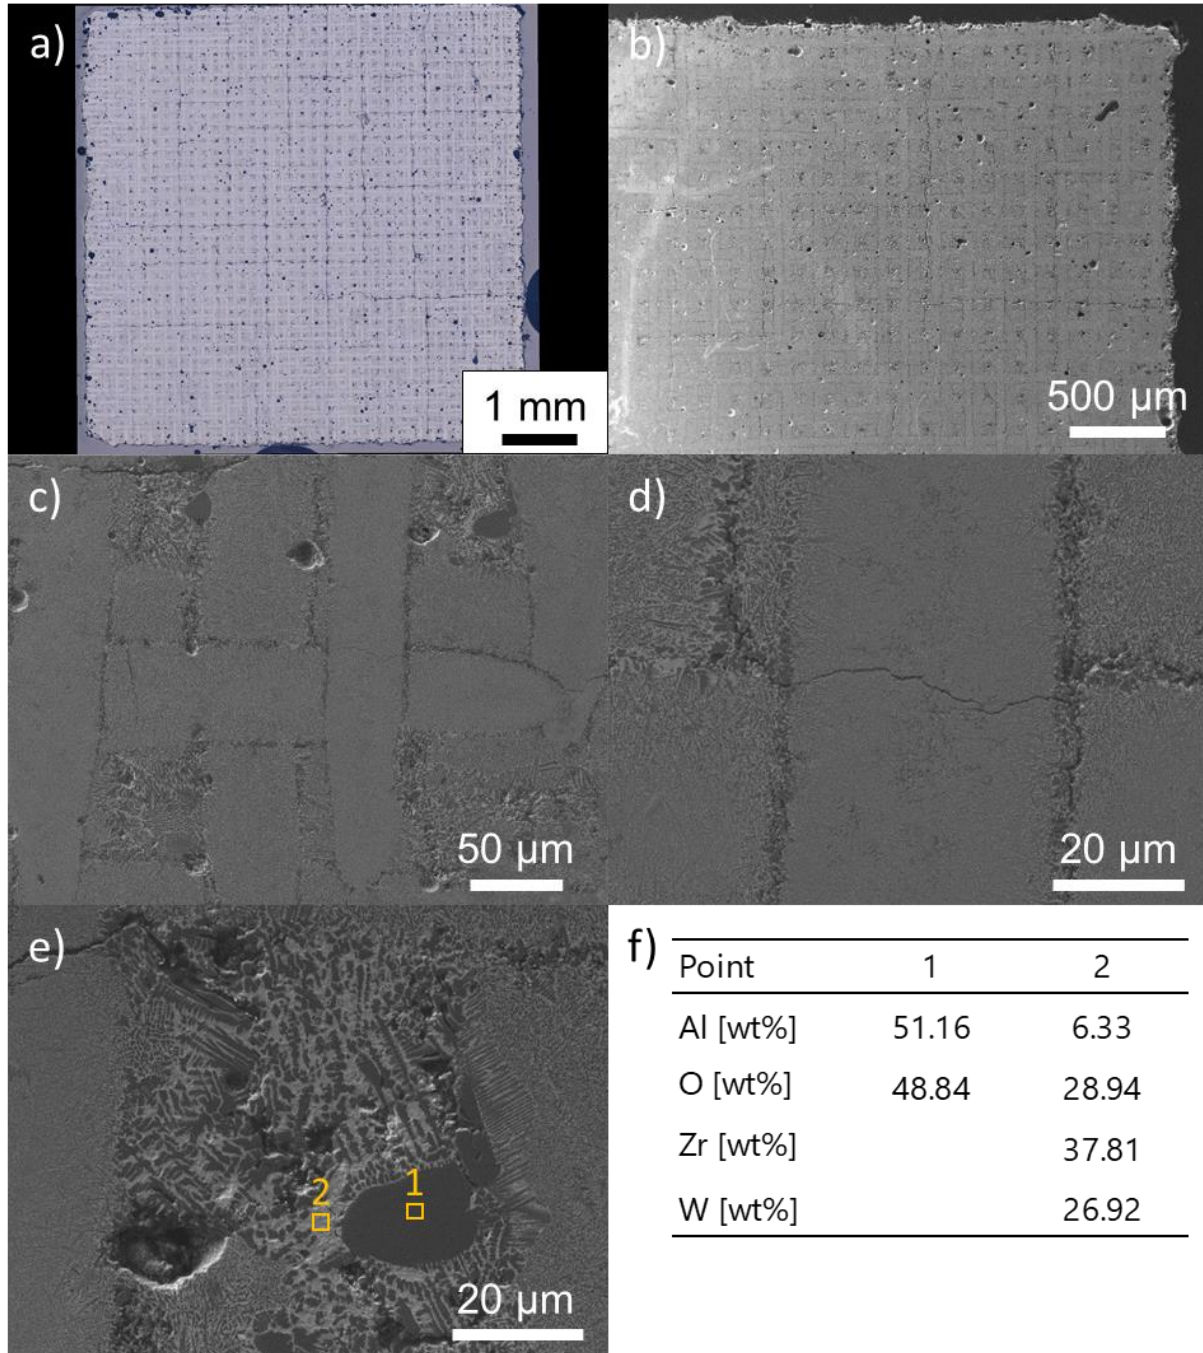 a)
1 mm
b)
500 µm
c)
50 µm
d)
20 µm
e)
2
1
20 µm
f)
Point 1 2
Al [wt%] 51.16 6.33
O [wt%] 48.84 28.94
Zr [wt%] 37.81
W [wt%] 26.92